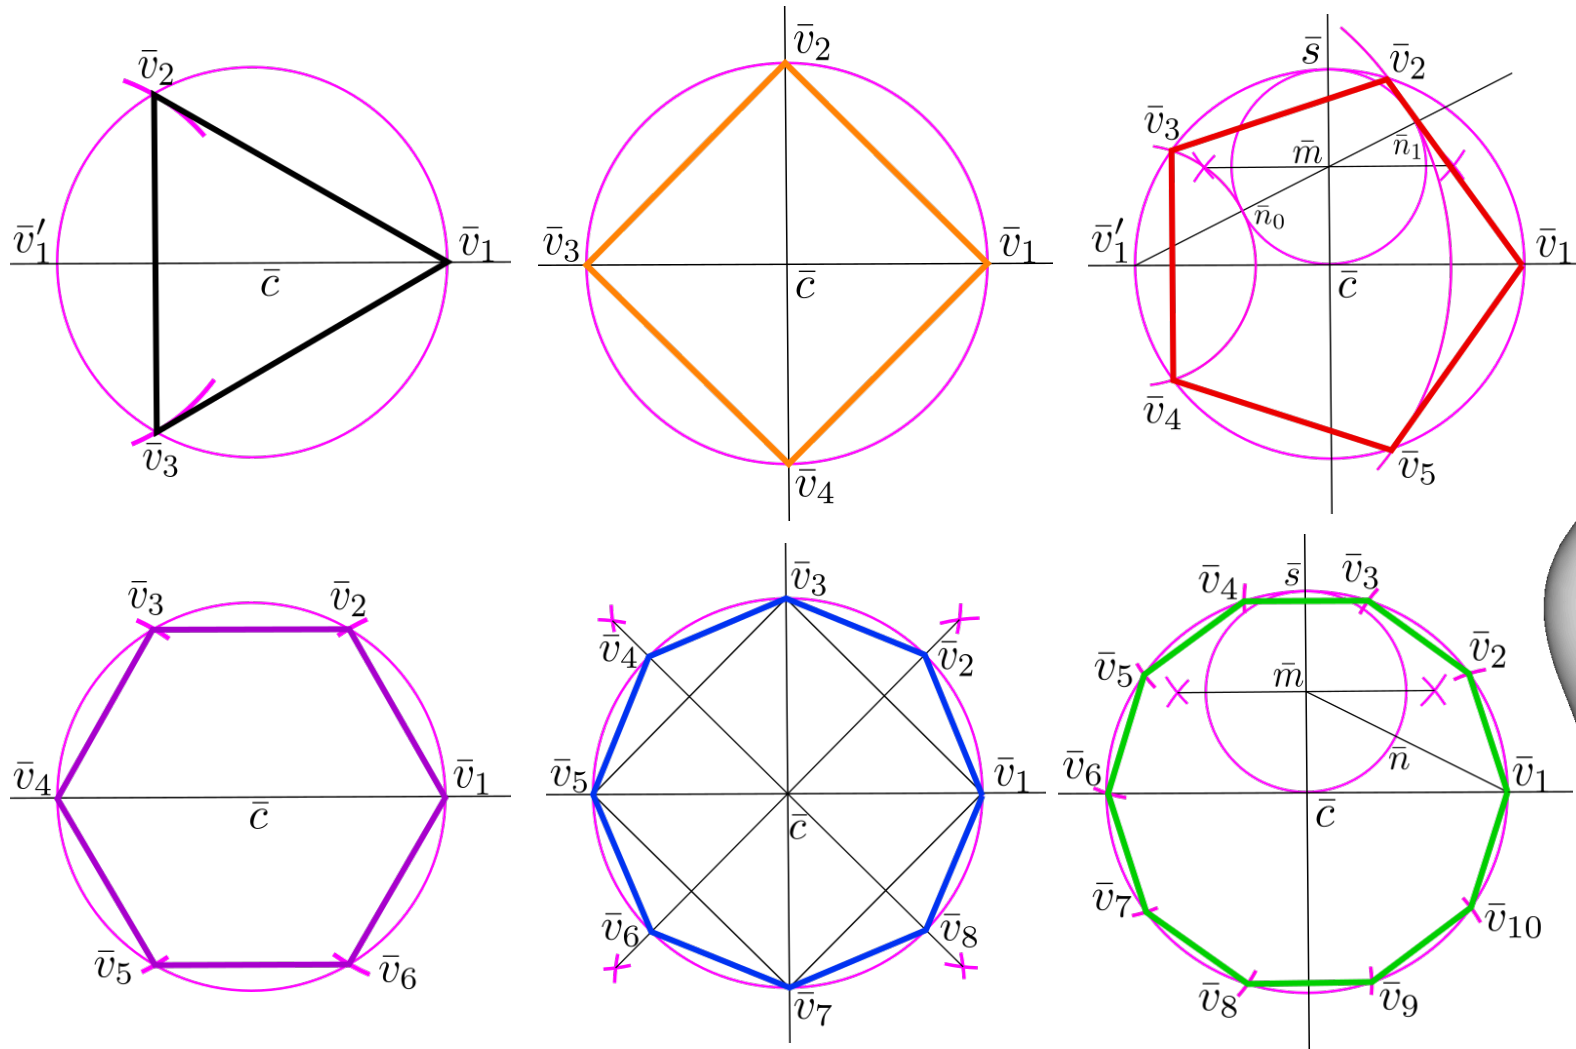 v̄₂
v̄′₁
c̄
v̄₁
v̄₃
v̄₂
v̄₃
c̄
v̄₁
v̄₄
s̄
v̄₂
v̄₃
m̄
n̄₁
n̄₀
v̄′₁
c̄
v̄₁
v̄₄
v̄₅
v̄₃
v̄₂
v̄₄
c̄
v̄₁
v̄₅
v̄₆
v̄₃
v̄₄
v̄₂
v̄₅
v̄₁
c̄
v̄₆
v̄₈
v̄₇
v̄₄
s̄
v̄₃
v̄₅
m̄
v̄₂
v̄₆
n̄
v̄₁
c̄
v̄₇
v̄₁₀
v̄₈
v̄₉